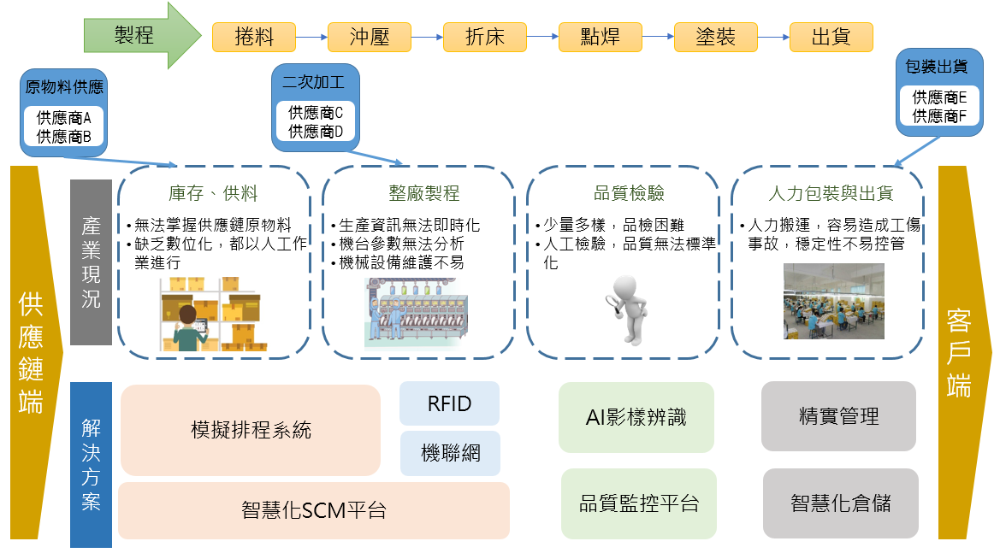 製程
捲料
沖壓
折床
點焊
塗裝
出貨
原物料供應
供應商A
供應商B
二次加工
供應商C
供應商D
包裝出貨
供應商E
供應商F
供應鏈端
產業現況
庫存、供料
•無法掌握供應鏈原物料
•缺乏數位化，都以人工作
業進行
整廠製程
•生產資訊無法即時化
•機台參數無法分析
•機械設備維護不易
品質檢驗
•少量多樣，品檢困難
•人工檢驗，品質無法標準
化
人力包裝與出貨
•人力搬運，容易造成工傷
事故，穩定性不易控管
客戶端
解決方案
模擬排程系統
RFID
機聯網
智慧化SCM平台
AI影樣辨識
品質監控平台
精實管理
智慧化倉儲